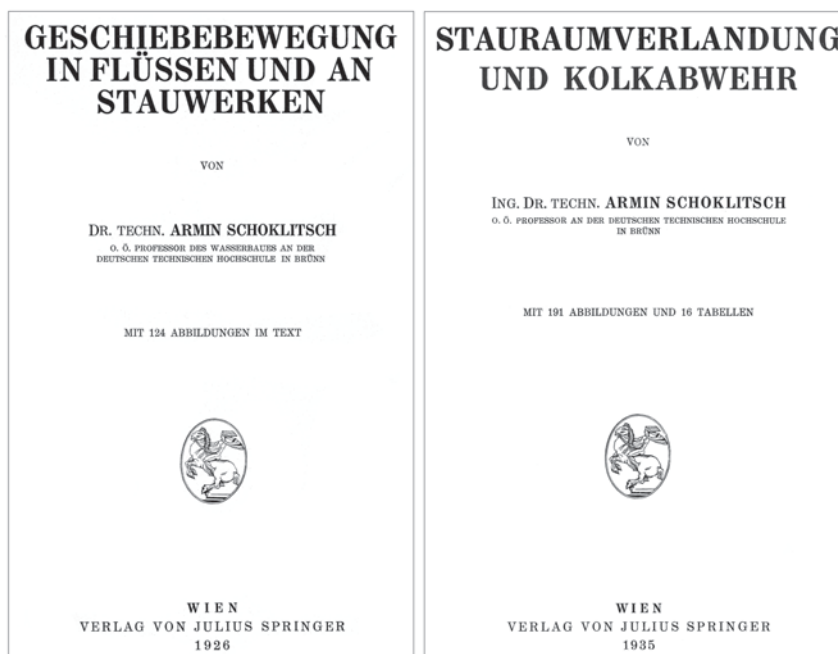 GESCHIEBEBEWEGUNG
IN FLÜSSEN UND AN
STAUWERKEN
VON
DR. TECHN. ARMIN SCHOKLITSCH
O. Ö. PROFESSOR DES WASSERBAUES AN DER
DEUTSCHEN TECHNISCHEN HOCHSCHULE IN BRÜNN
MIT 124 ABBILDUNGEN IM TEXT
WIEN
VERLAG VON JULIUS SPRINGER
1926
STAURAUMVERLANDUNG
UND KOLKABWEHR
VON
ING. DR. TECHN. ARMIN SCHOKLITSCH
O. Ö. PROFESSOR AN DER DEUTSCHEN TECHNISCHEN HOCHSCHULE
IN BRÜNN
MIT 191 ABBILDUNGEN UND 16 TABELLEN
WIEN
VERLAG VON JULIUS SPRINGER
1935